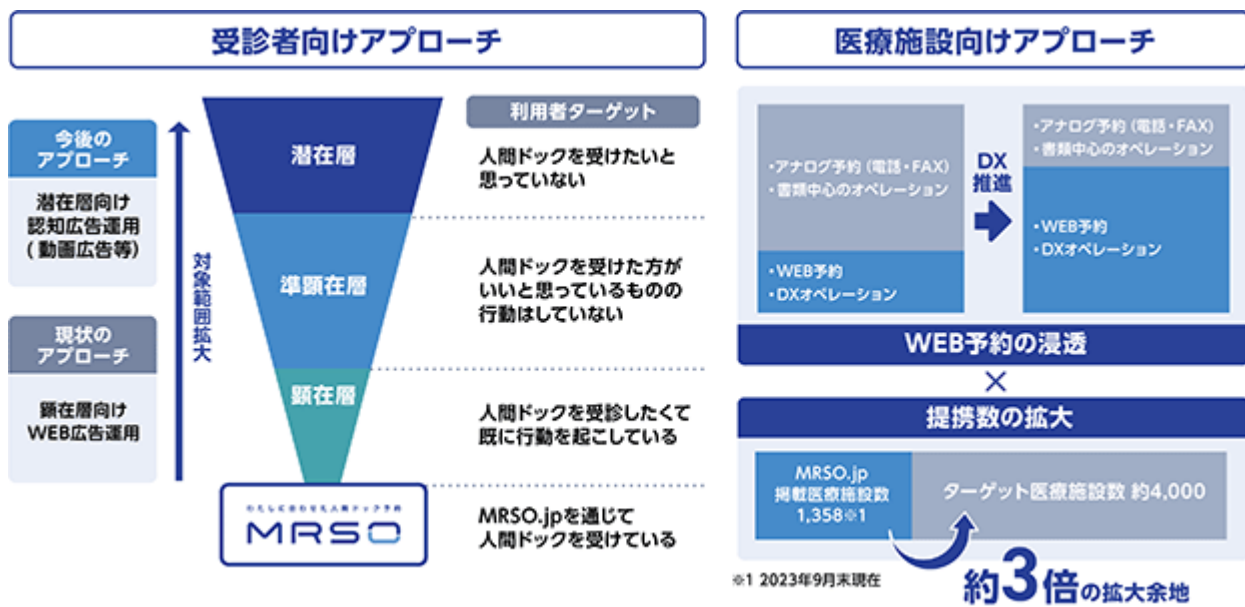 受診者向けアプローチ
今後の
アプローチ
潜在層向け
認知広告運用
(動画広告等)
現状の
アプローチ
顕在層向け
WEB広告運用
対象範囲拡大
潜在層
準顕在層
顕在層
わたしに合わせた人間ドック予約
MRSO
利用者ターゲット
人間ドックを受けたいと
思っていない
人間ドックを受けた方が
いいと思っているものの
行動はしていない
人間ドックを受診したくて
既に行動を起こしている
MRSO.jpを通じて
人間ドックを受けている
医療施設向けアプローチ
・アナログ予約(電話・FAX)
・書類中心のオペレーション
・WEB予約
・DXオペレーション
DX
推進
・アナログ予約(電話・FAX)
・書類中心のオペレーション
・WEB予約
・DXオペレーション
WEB予約の浸透
×
提携数の拡大
MRSO.jp
掲載医療施設数
1,358※1
ターゲット医療施設数 約4,000
※1 2023年9月末現在
約3倍の拡大余地